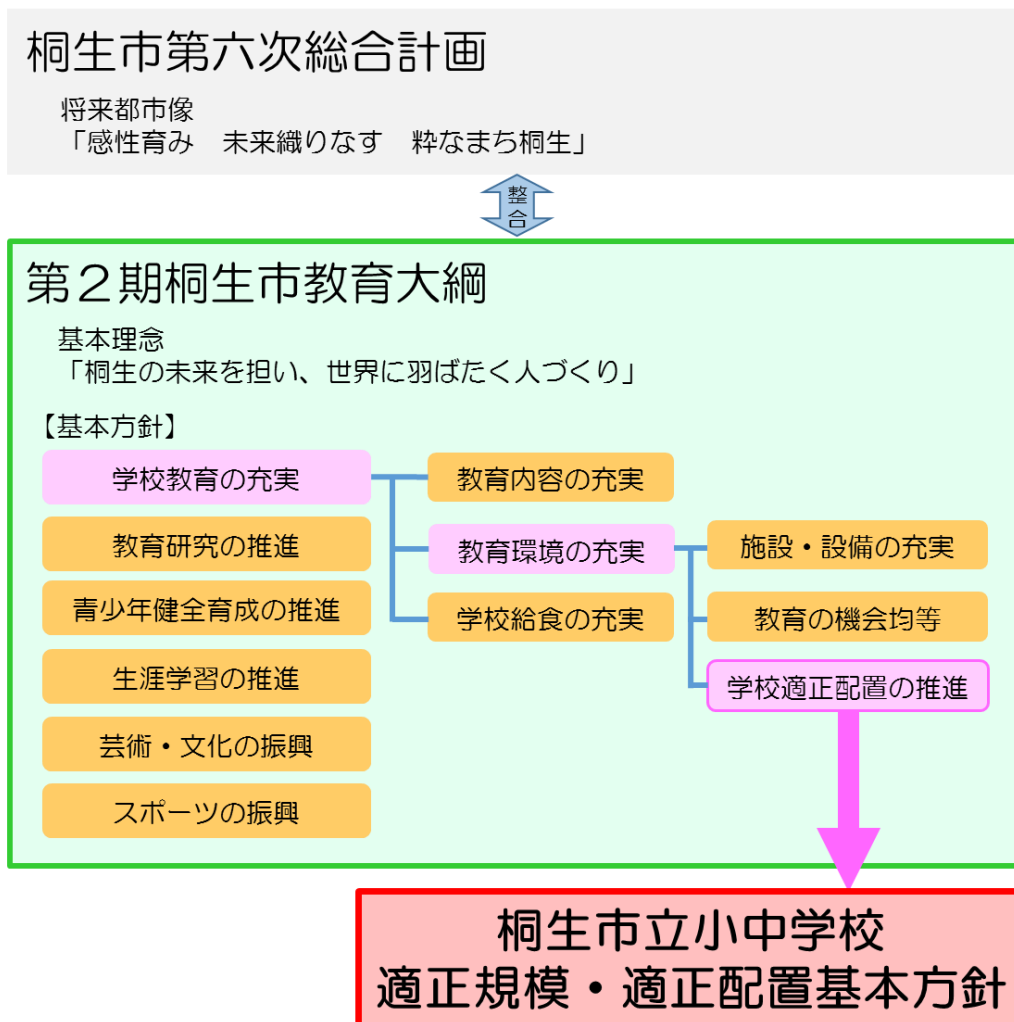 桐生市第六次総合計画
将来都市像
「感性育み　未来織りなす　粋なまち桐生」
整
合
第２期桐生市教育大綱
基本理念
「桐生の未来を担い、世界に羽ばたく人づくり」
【基本方針】
学校教育の充実
教育研究の推進
青少年健全育成の推進
生涯学習の推進
芸術・文化の振興
スポーツの振興
教育内容の充実
教育環境の充実
学校給食の充実
施設・設備の充実
教育の機会均等
学校適正配置の推進
桐生市立小中学校
適正規模・適正配置基本方針